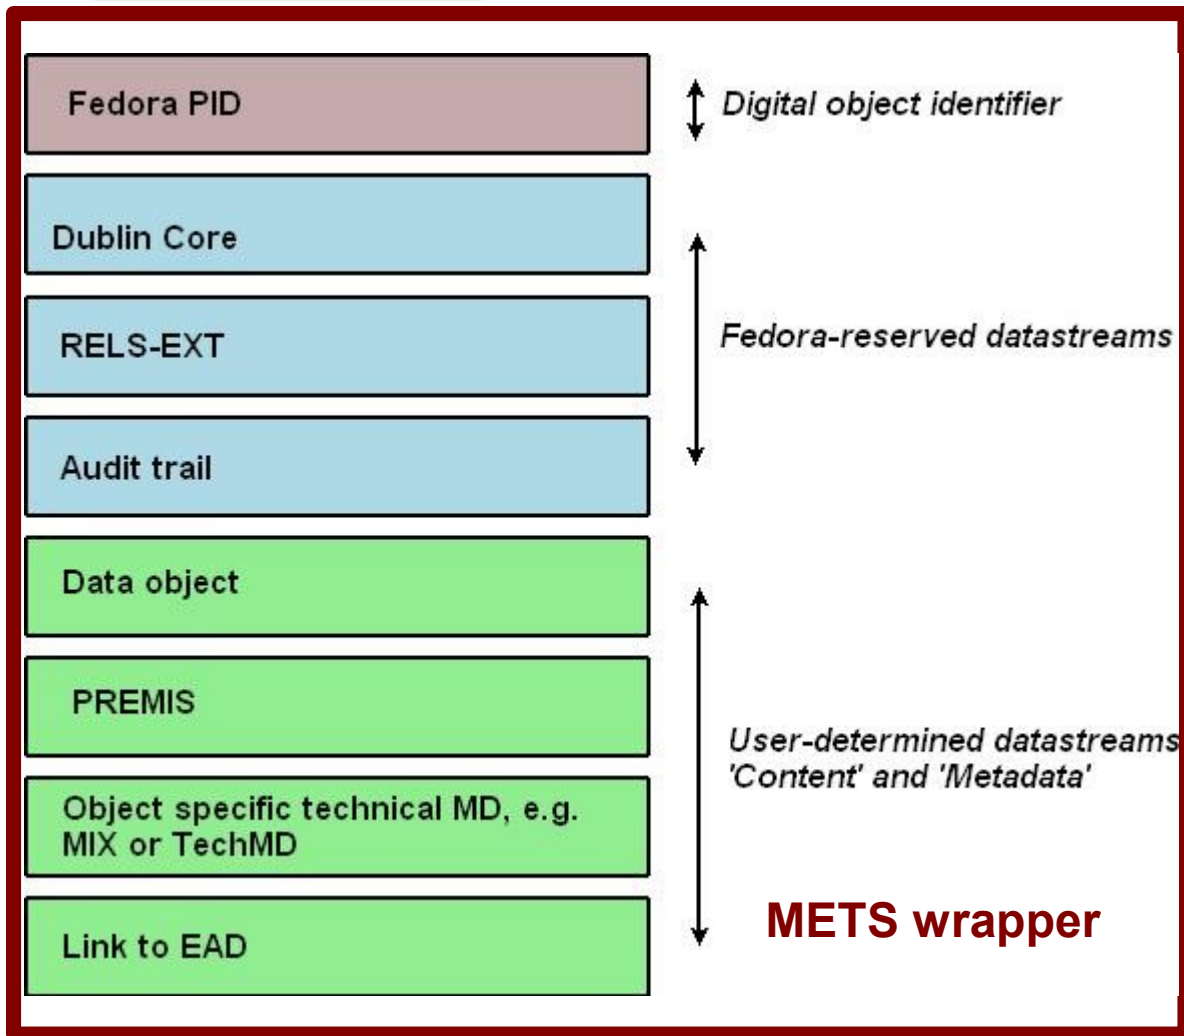 Fedora PID
Digital object identifier
Dublin Core
RELS-EXT
Fedora-reserved datastreams
Audit trail
Data object
PREMIS
User-determined datastreams
'Content' and 'Metadata'
Object specific technical MD, e.g.
MIX or TechMD
Link to EAD
METS wrapper